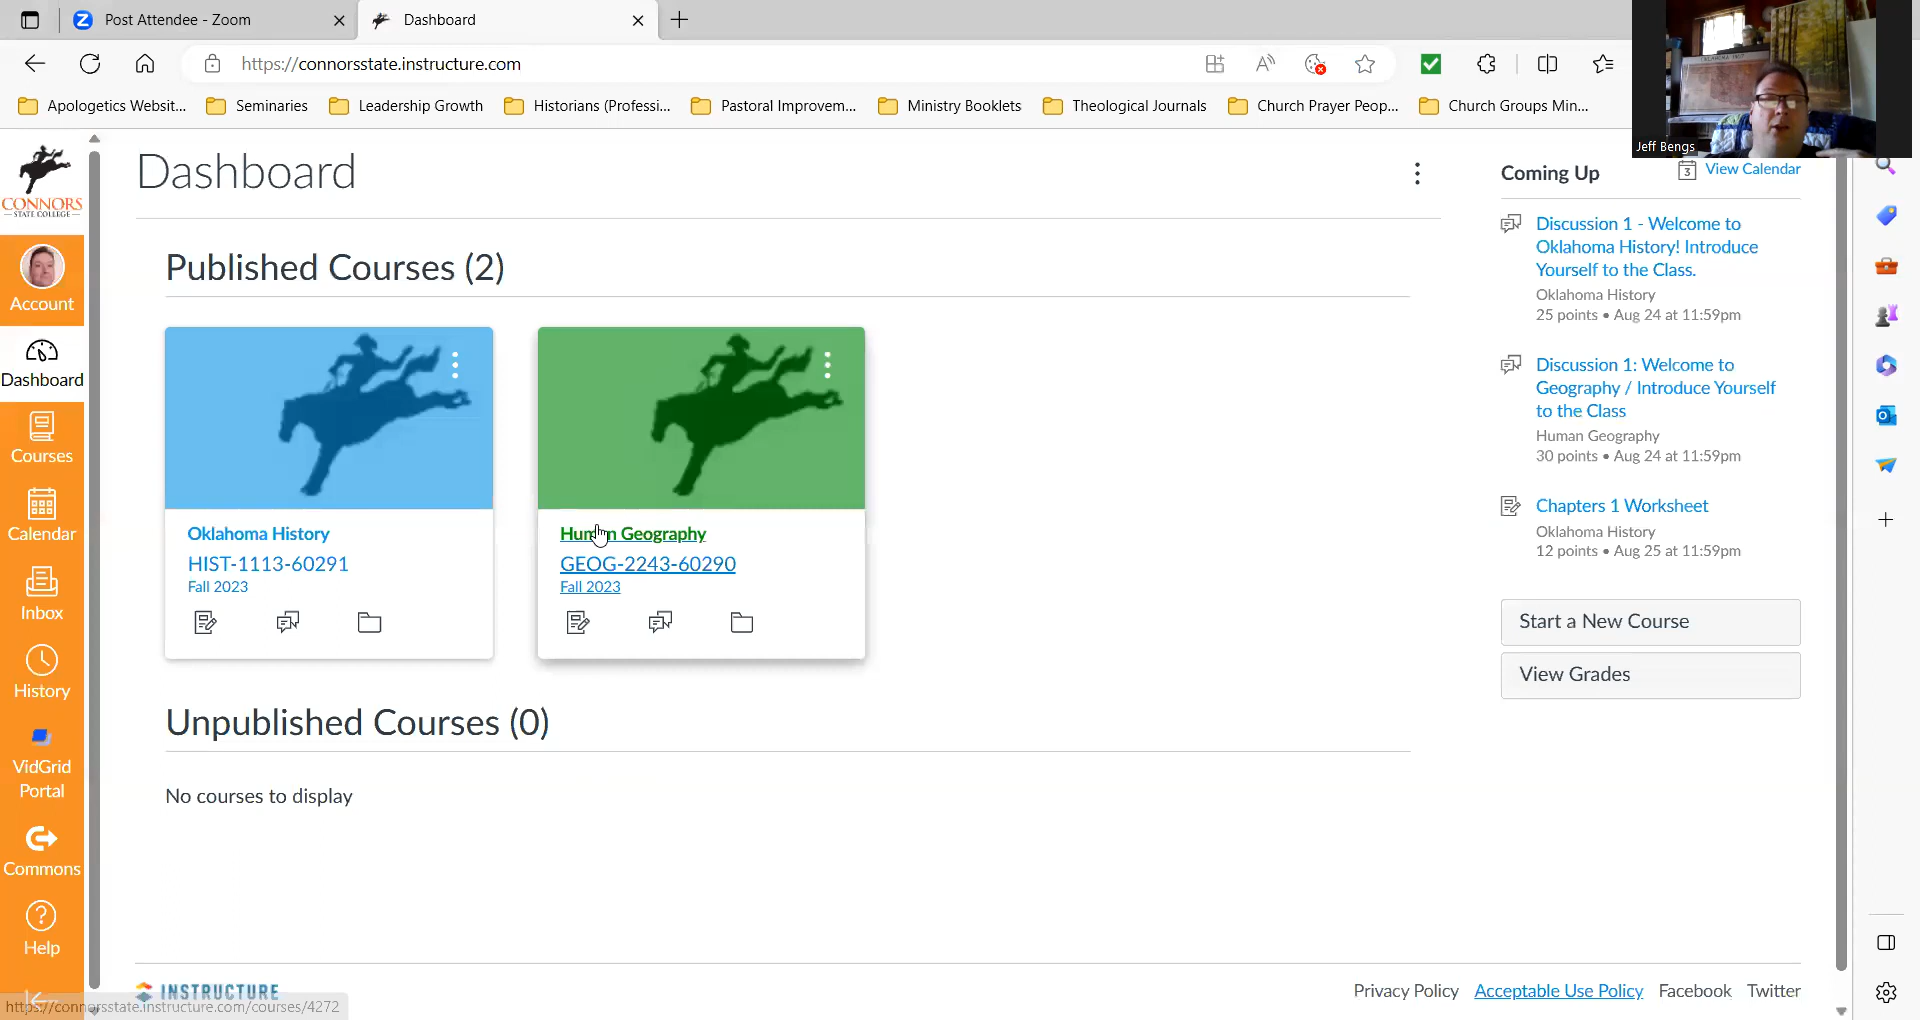 Post Attendee - Zoom
Dashboard
https://connorsstate.instructure.com
Apologetics Websit...
Seminaries
Leadership Growth
Historians (Professi...
Pastoral Improvem...
Ministry Booklets
Theological Journals
Church Prayer Peop...
Church Groups Min...
OKLAHOMA 1907
Jeff Bengs
CONNORS
STATE COLLEGE
Account
Dashboard
Courses
Calendar
Inbox
History
VidGrid
Portal
Commons
Help
Dashboard
Published Courses (2)
Oklahoma History
HIST-1113-60291
Fall 2023
Human Geography
GEOG-2243-60290
Fall 2023
Unpublished Courses (0)
No courses to display
Coming Up
3
View Calendar
Discussion 1 - Welcome to
Oklahoma History! Introduce
Yourself to the Class.
Oklahoma History
25 points • Aug 24 at 11:59pm
Discussion 1: Welcome to
Geography / Introduce Yourself
to the Class
Human Geography
30 points • Aug 24 at 11:59pm
Chapters 1 Worksheet
Oklahoma History
12 points • Aug 25 at 11:59pm
Start a New Course
View Grades
INSTRUCTURE
Privacy Policy
Acceptable Use Policy
Facebook
Twitter
https://connorsstate.instructure.com/courses/4272